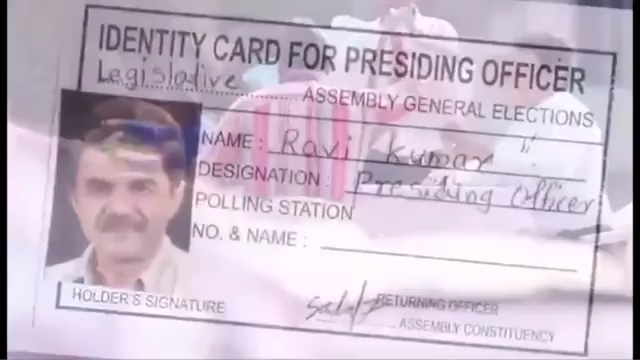 IDENTITY CARD FOR PRESIDING OFFICER
Legislative ASSEMBLY GENERAL ELECTIONS
NAME : Ravi Kumar
DESIGNATION : Presiding Officer
POLLING STATION
NO. & NAME :
HOLDER'S SIGNATURE
RETURNING OFFICER
ASSEMBLY CONSTITUENCY